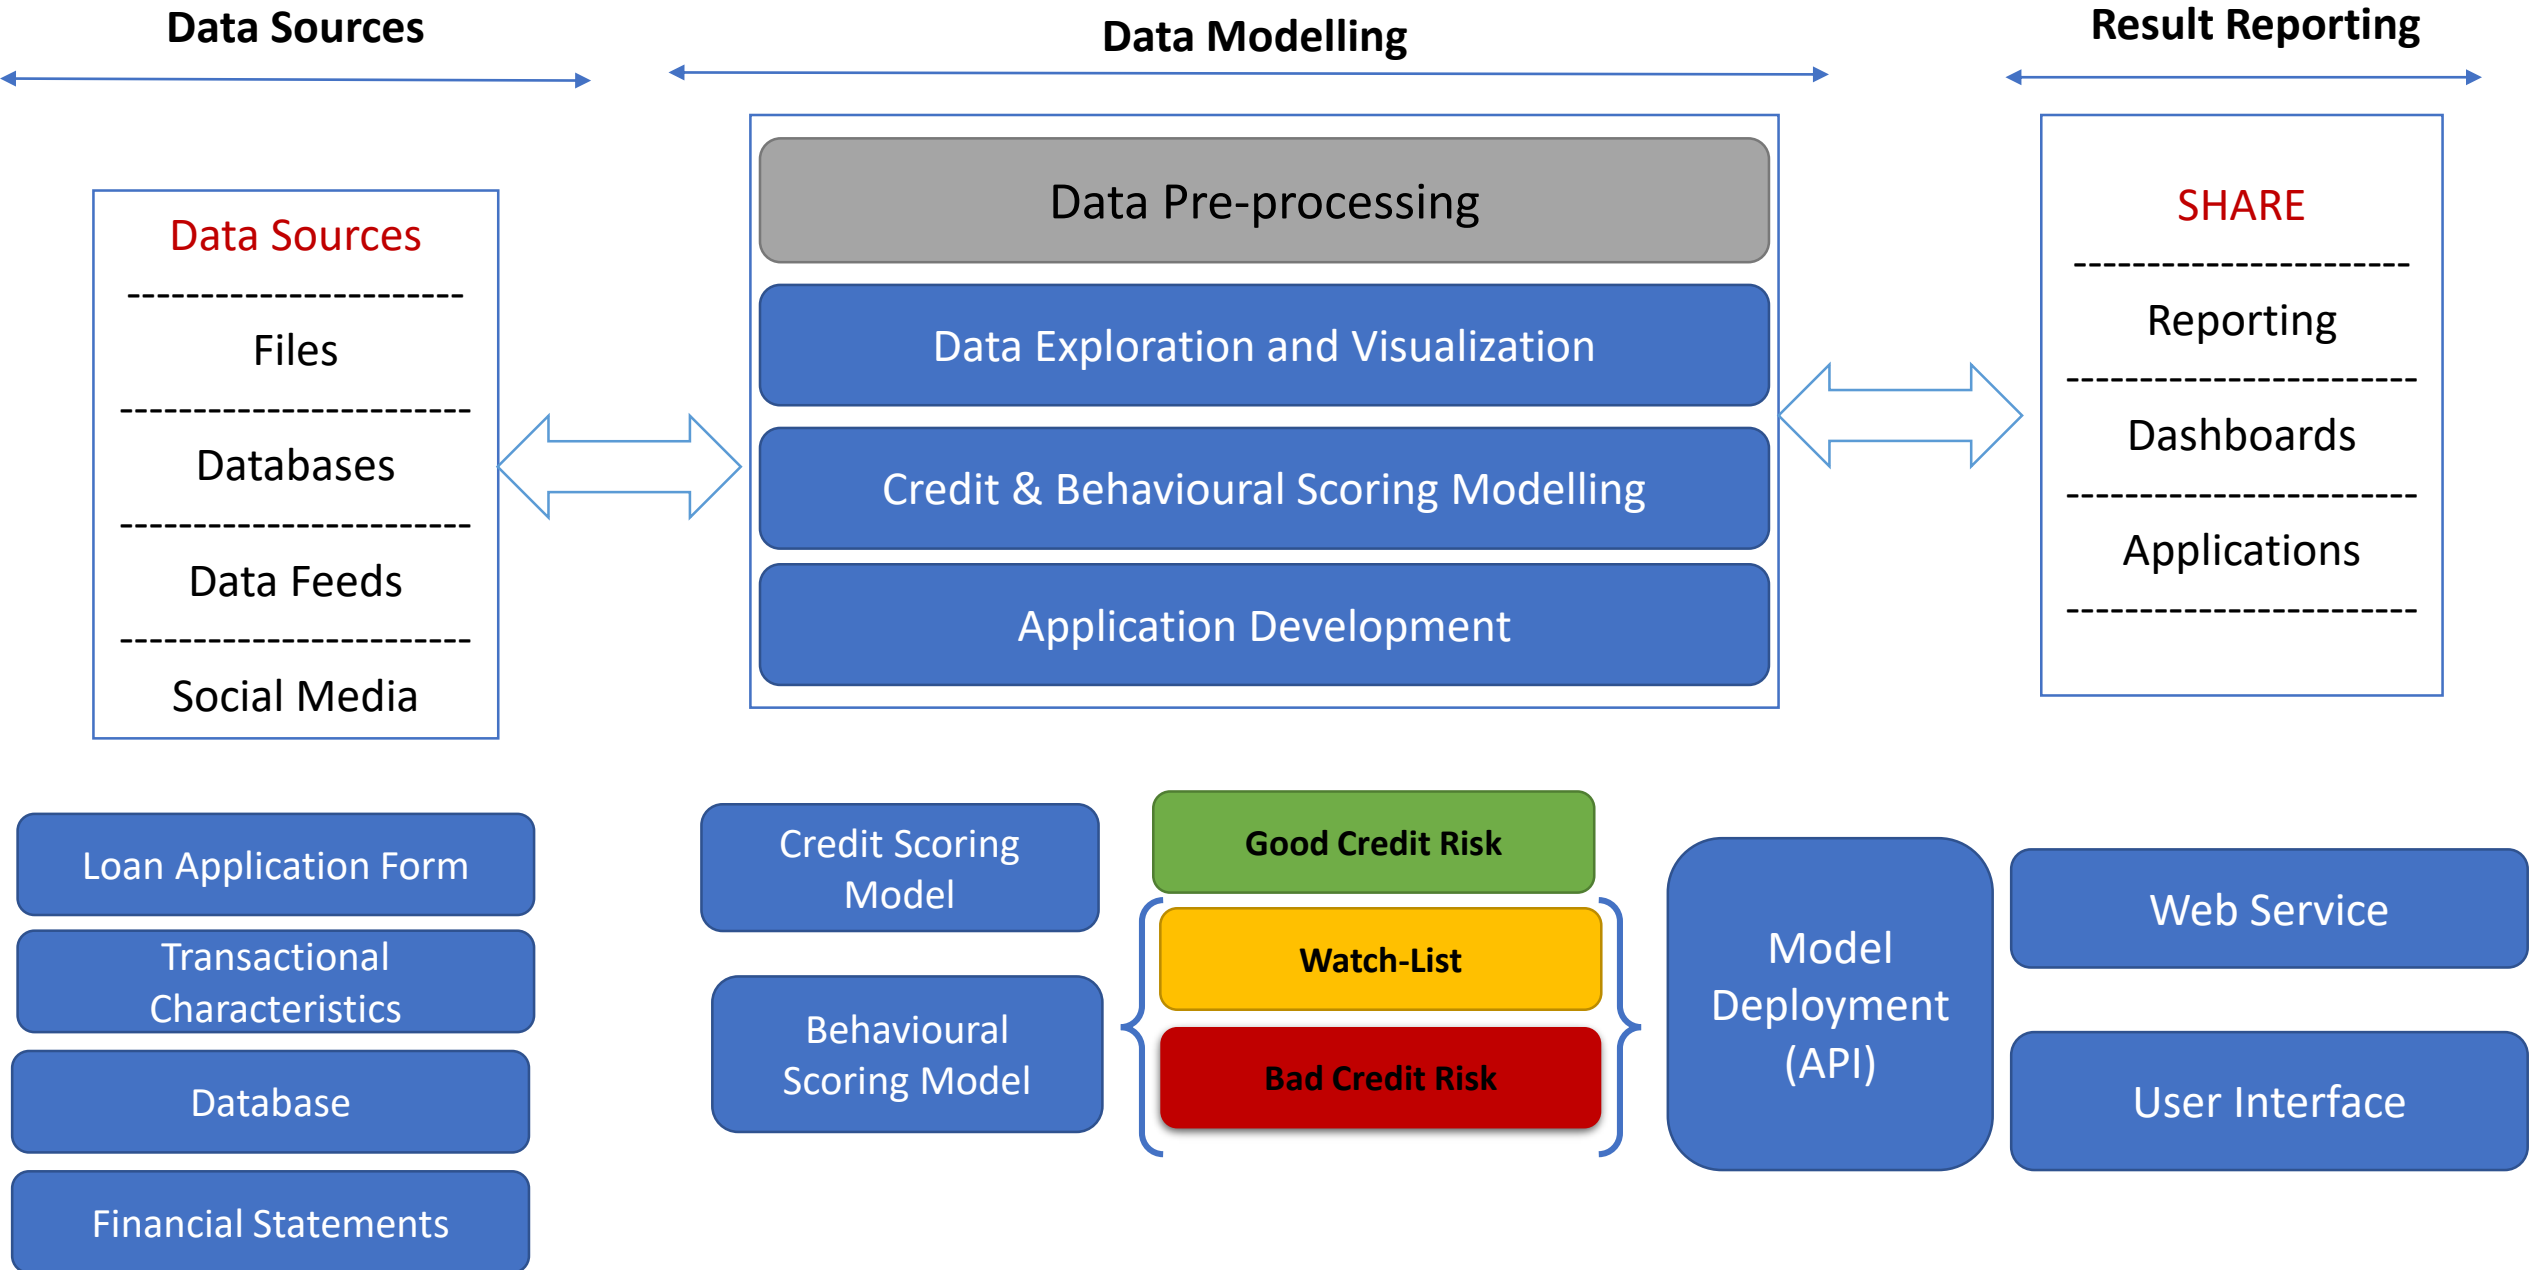 Data Sources
Data Modelling
Result Reporting
Data Sources
-----------------------
Files
------------------------
Databases
------------------------
Data Feeds
------------------------
Social Media
Data Pre-processing
Data Exploration and Visualization
Credit & Behavioural Scoring Modelling
Application Development
SHARE
-----------------------
Reporting
------------------------
Dashboards
------------------------
Applications
------------------------
Loan Application Form
Transactional
Characteristics
Database
Financial Statements
Credit Scoring
Model
Behavioural
Scoring Model
Good Credit Risk
Watch-List
Bad Credit Risk
Model
Deployment
(API)
Web Service
User Interface